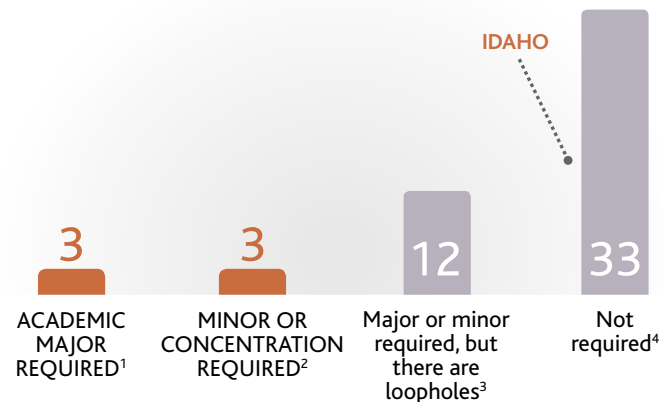 IDAHO
3
3
12
33
ACADEMIC
MAJOR
REQUIRED¹
MINOR OR
CONCENTRATION
REQUIRED²
Major or minor
required, but
there are
loopholes³
Not
required⁴